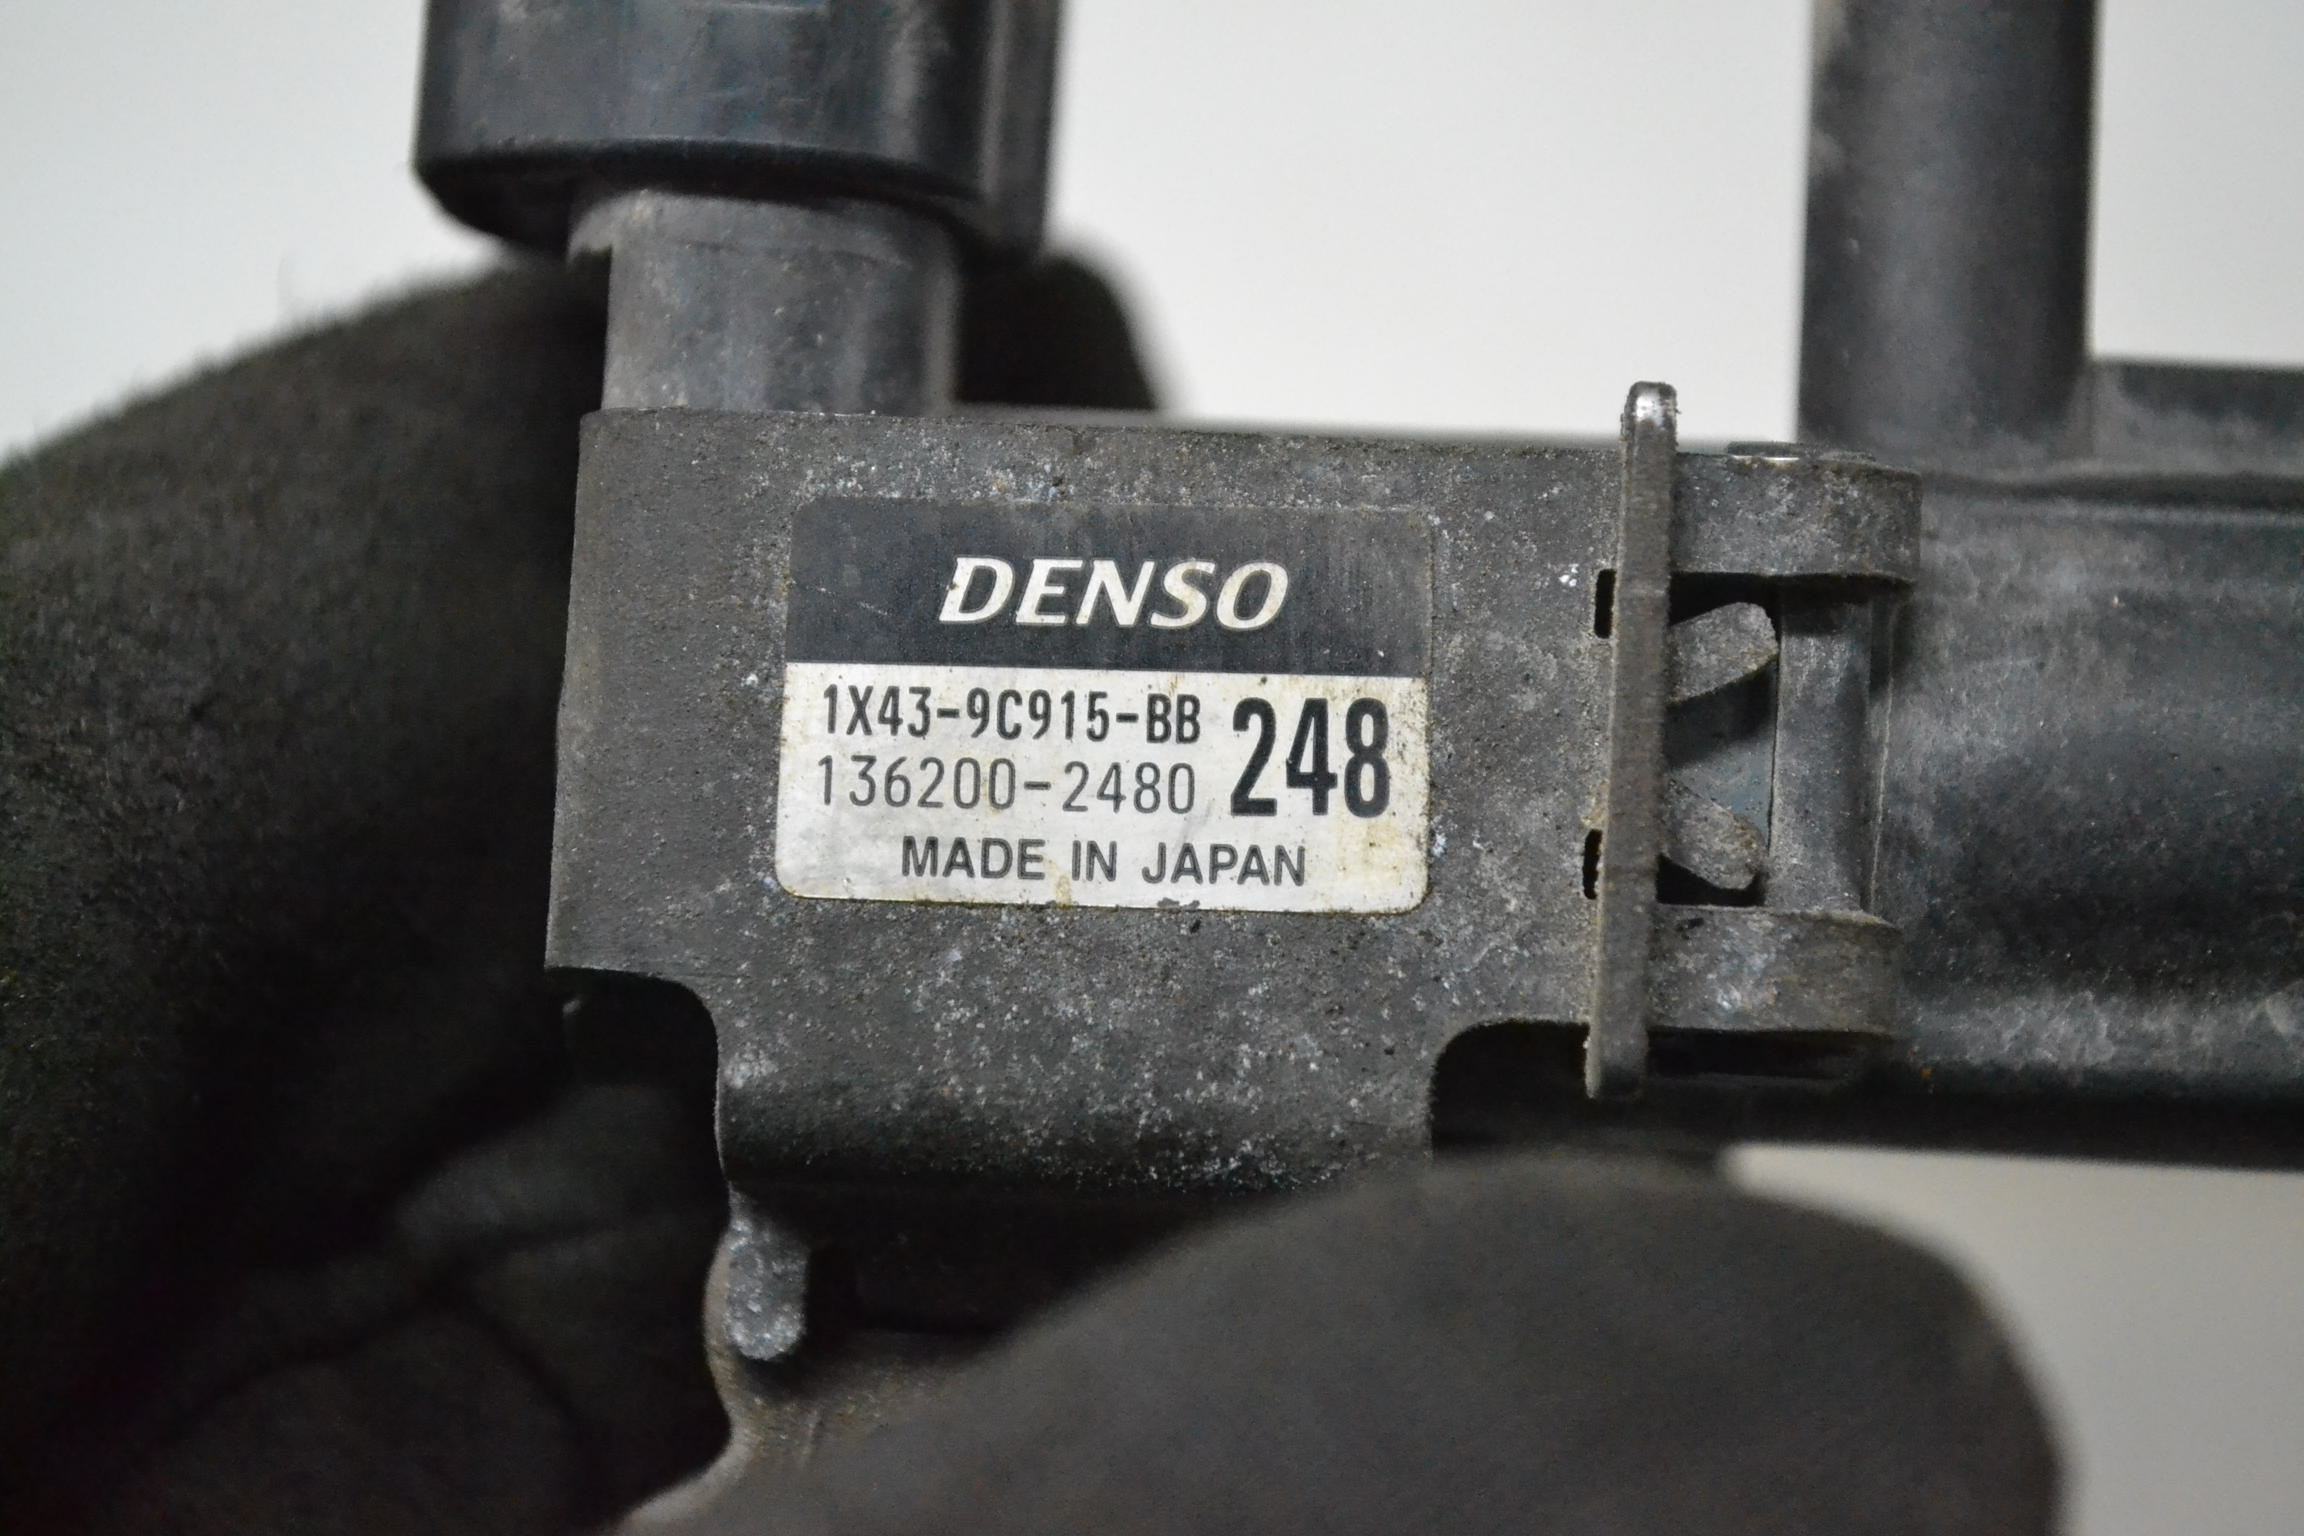 DENSO
1X43-9C915-BB 248
136200-2480
MADE IN JAPAN